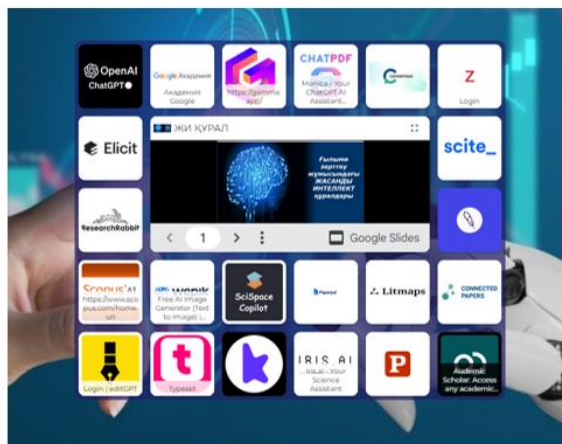 OpenAI
ChatGPT
Google Академия
Академия
Google
https://gamma.
app/
CHATPDF
Monica - Your
ChatGPT AI
Assistant...
Z
Login
Elicit
ЖИ ҚҰРАЛ
Ғылыми
зерттеу
жұмысындағы
ЖАСАНДЫ
ИНТЕЛЛЕКТ
құралдары
scite_
ResearchRabbit
1
Google Slides
Scopus AI
https://www.sco
pus.com/home.
uri
Free AI Image
Generator (Text
to Image) |...
SciSpace
Copilot
Litmaps
CONNECTED
PAPERS
Login | editGPT
t
Typeset
IRIS.AI
Iris.ai - Your
Science
Assistant
P
Audemic
Scholar: Access
any academic...